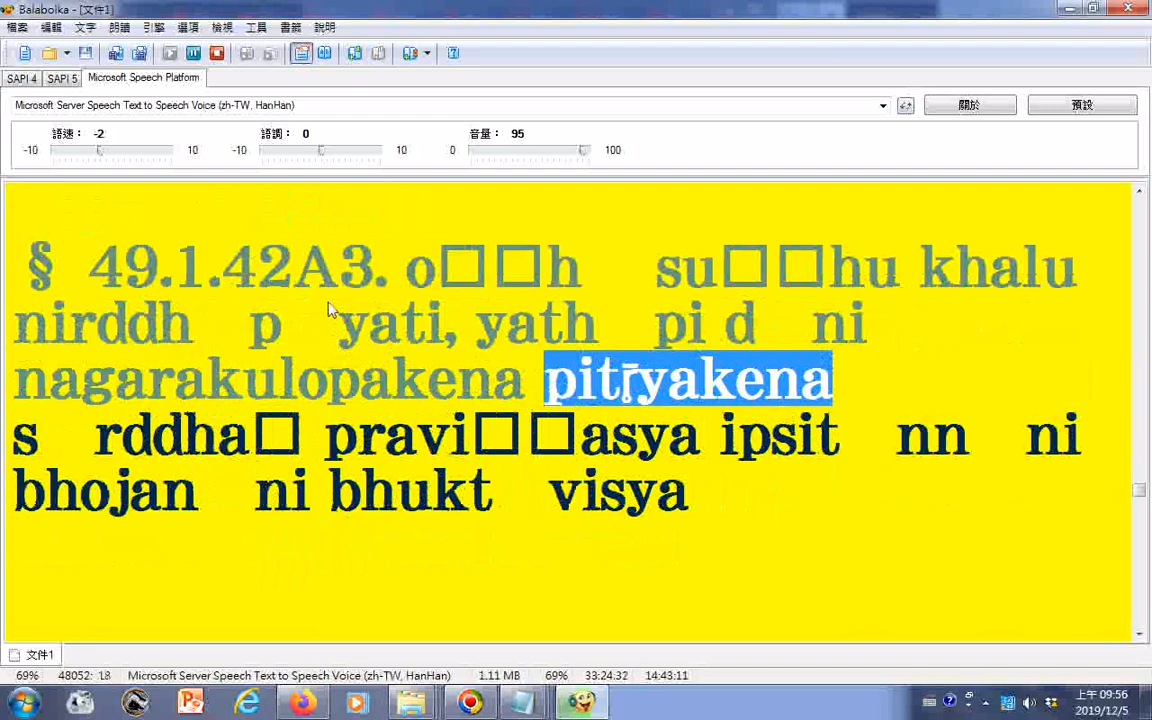 Balabolka - [文件1]
檔案 編輯 文字 朗讀 引擎 選項 檢視 工具 書籤 說明
SAPI 4 SAPI 5 Microsoft Speech Platform
Microsoft Server Speech Text to Speech Voice (zh-TW, HanHan) 關於 預設
語速： -2 語調： 0 音量： 95
-10 10 -10 10 0 100
§ 49.1.42A3. o□□h su□□hu khalu
nirddh p yati, yath pi d ni
nagarakulopakena pitīyakena
s rddha□ pravi□□asya ipsit nn ni
bhojan ni bhukt visya
文件1
69% 48052: 18 Microsoft Server Speech Text to Speech Voice (zh-TW, HanHan) 1.11 MB 69% 33:24:32 14:43:11
上午 09:56
2019/12/5